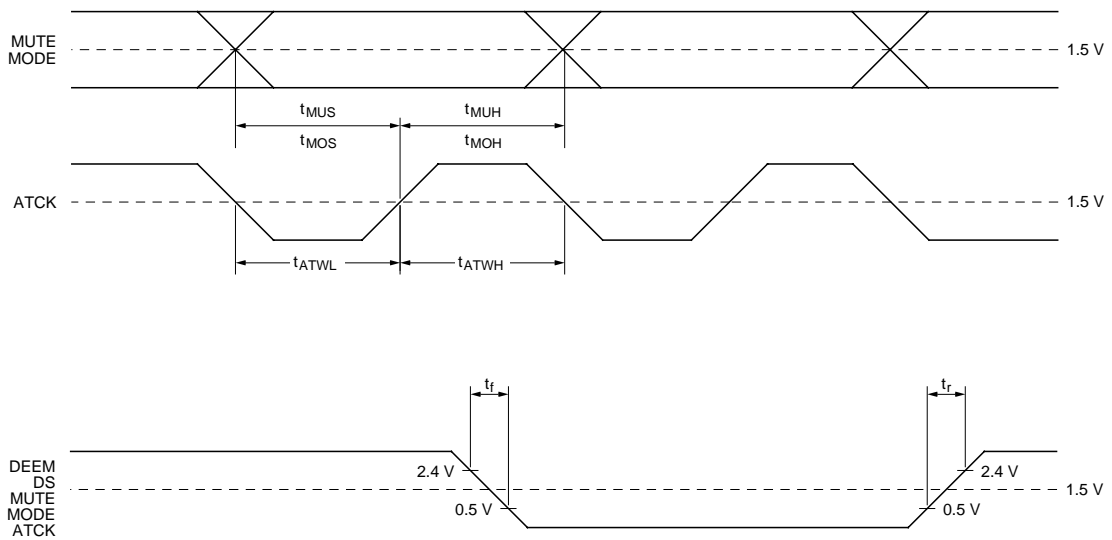 MUTE
MODE
1.5 V
tMUS
tMUH
tMOS
tMOH
ATCK
1.5 V
tATWL
tATWH
tf
tr
DEEM
DS
MUTE
MODE
ATCK
2.4 V
2.4 V
1.5 V
0.5 V
0.5 V